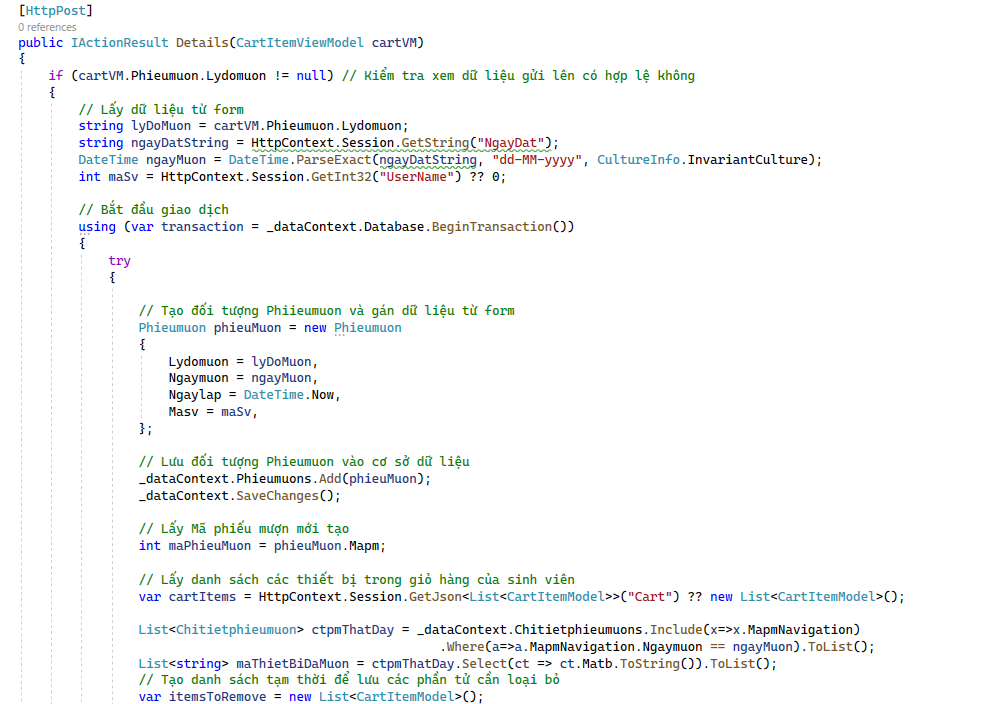 [HttpPost]
0 references
public IActionResult Details(CartItemViewModel cartVM)
{
if (cartVM.Phieumuon.Lydomuon != null) // Kiểm tra xem dữ liệu gửi lên có hợp lệ không
{
// Lấy dữ liệu từ form
string lyDoMuon = cartVM.Phieumuon.Lydomuon;
string ngayDatString = HttpContext.Session.GetString("NgayDat");
DateTime ngayMuon = DateTime.ParseExact(ngayDatString, "dd-MM-yyyy", CultureInfo.InvariantCulture);
int maSv = HttpContext.Session.GetInt32("UserName") ?? 0;
// Bắt đầu giao dịch
using (var transaction = _dataContext.Database.BeginTransaction())
{
try
{
// Tạo đối tượng Phiieumuon và gán dữ liệu từ form
Phieumuon phieuMuon = new Phieumuon
{
Lydomuon = lyDoMuon,
Ngaymuon = ngayMuon,
Ngaylap = DateTime.Now,
Masv = maSv,
};
// Lưu đối tượng Phieumuon vào cơ sở dữ liệu
_dataContext.Phieumuons.Add(phieuMuon);
_dataContext.SaveChanges();
// Lấy Mã phiếu mượn mới tạo
int maPhieuMuon = phieuMuon.Mapm;
// Lấy danh sách các thiết bị trong giỏ hàng của sinh viên
var cartItems = HttpContext.Session.GetJson<List<CartItemModel>>("Cart") ?? new List<CartItemModel>();
List<Chitietphieumuon> ctpmThatDay = _dataContext.Chitietphieumuons.Include(x=>x.MapmNavigation)
.Where(a=>a.MapmNavigation.Ngaymuon == ngayMuon).ToList();
List<string> maThietBiDaMuon = ctpmThatDay.Select(ct => ct.Matb.ToString()).ToList();
// Tạo danh sách tạm thời để lưu các phần tử cần loại bỏ
var itemsToRemove = new List<CartItemModel>();